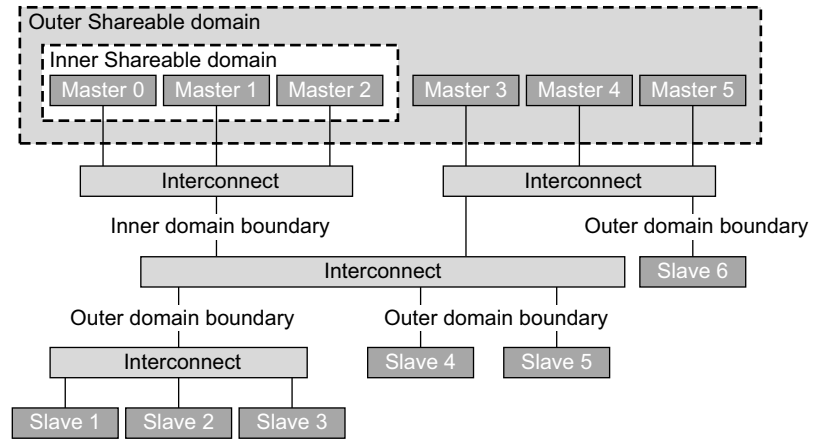 Outer Shareable domain
Inner Shareable domain
Master 0 Master 1 Master 2 Master 3 Master 4 Master 5
Interconnect Interconnect
Inner domain boundary Outer domain boundary
Interconnect Slave 6
Outer domain boundary Outer domain boundary
Interconnect Slave 4 Slave 5
Slave 1 Slave 2 Slave 3